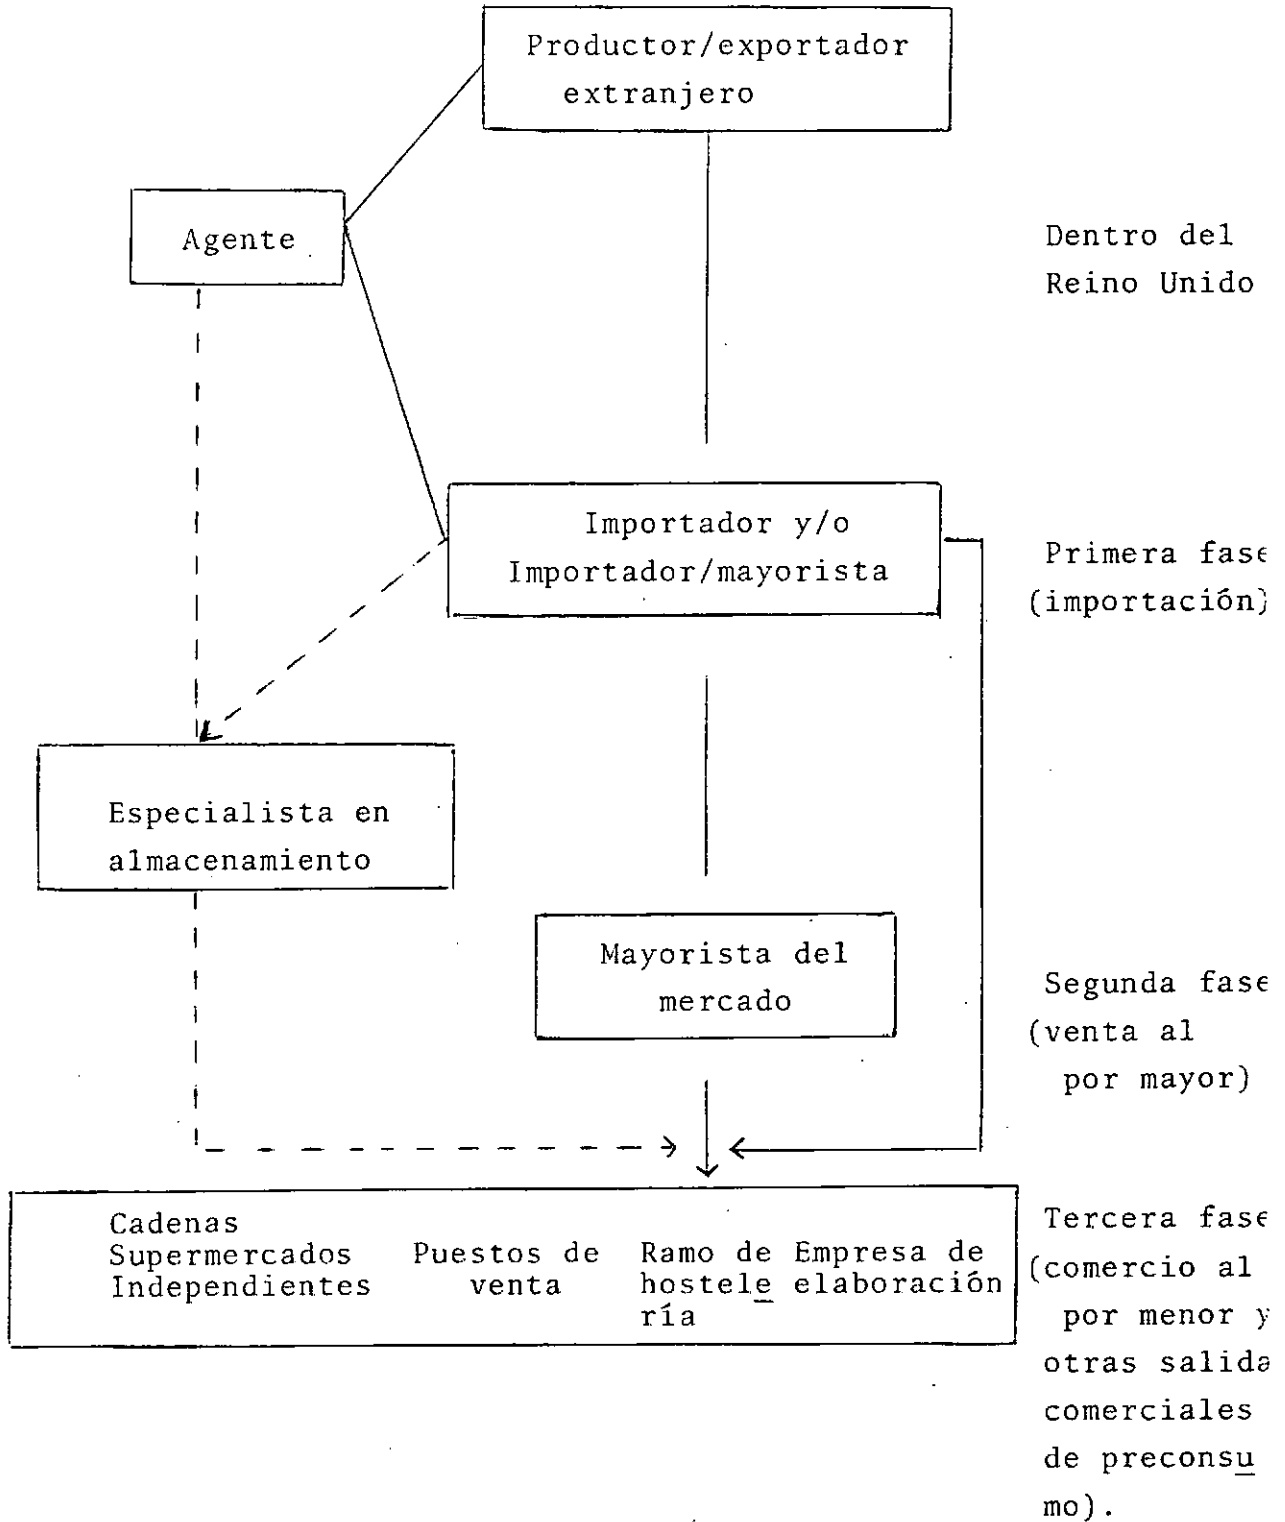 Productor/exportador
extranjero
Agente
Dentro del
Reino Unido
Importador y/o
Importador/mayorista
Primera fase
(importación)
Especialista en
almacenamiento
Mayorista del
mercado
Segunda fase
(venta al
por mayor)
Cadenas
Supermercados
Independientes
Puestos de
venta
Ramo de
hostele
ría
Empresa de
elaboración
Tercera fase
(comercio al
por menor y
otras salida
comerciales
de preconsu
mo).